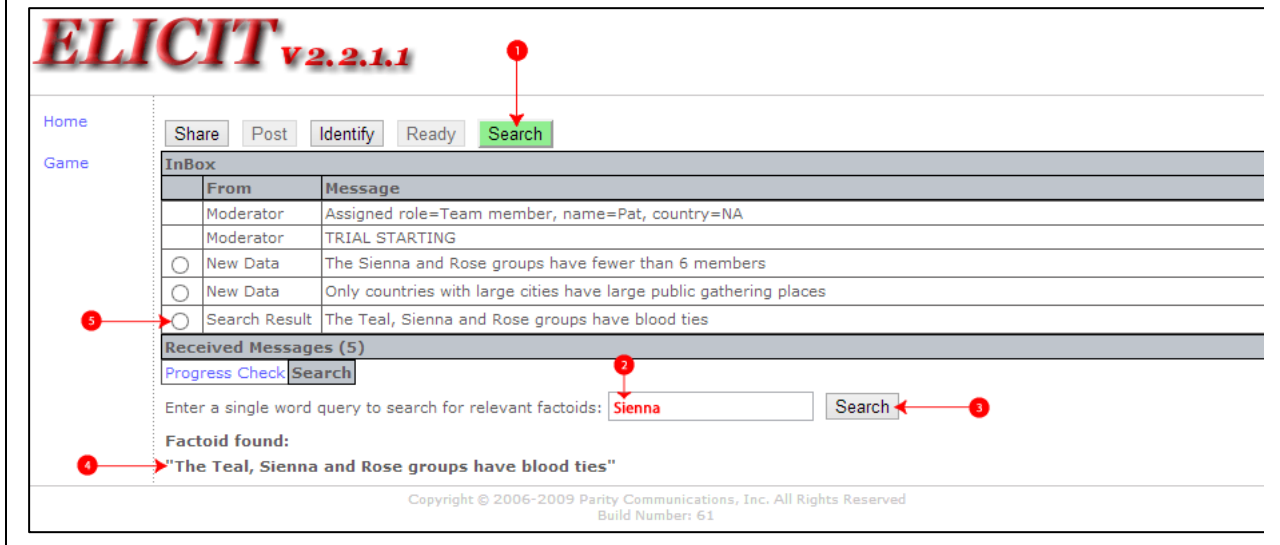 ELICIT v2.2.1.1
1
Home
Share Post Identify Ready Search
Game
InBox
From Message
Moderator Assigned role=Team member, name=Pat, country=NA
Moderator TRIAL STARTING
New Data The Sienna and Rose groups have fewer than 6 members
New Data Only countries with large cities have large public gathering places
5 Search Result The Teal, Sienna and Rose groups have blood ties
Received Messages (5)
2
Progress Check Search
Enter a single word query to search for relevant factoids: Sienna Search 3
Factoid found:
4 "The Teal, Sienna and Rose groups have blood ties"
Copyright © 2006-2009 Parity Communications, Inc. All Rights Reserved
Build Number: 61